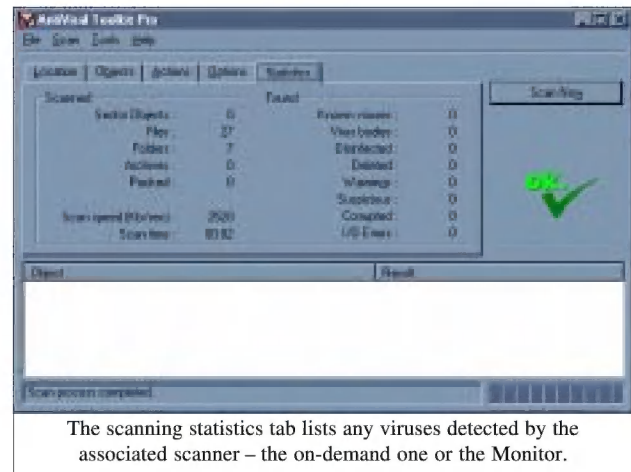 AntiViral Toolkit Pro
File Scan Tools Help
Location Objects Actions Options Statistics
Scanned
Sector Objects : 0
Files : 27
Folders : 7
Archives : 0
Packed : 0
Scan speed (Kb/sec) :
Scan time :
Found
Known viruses : 0
Virus bodies : 0
Disinfected : 0
Deleted : 0
Warnings : 0
Suspicious : 0
Corrupted : 0
I/O Errors : 0
Scan Now
OK.
Object Result
Scan process completed.
The scanning statistics tab lists any viruses detected by the
associated scanner – the on-demand one or the Monitor.